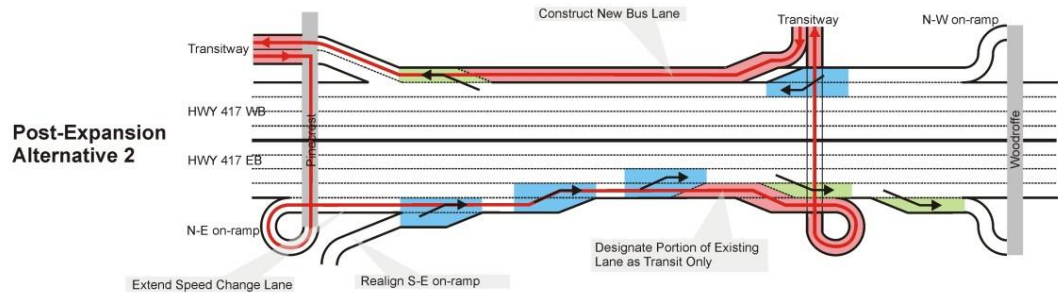 Construct New Bus Lane
Transitway
N-W on-ramp
Transitway
HWY 417 WB
Post-Expansion
Alternative 2
Pinecrest
Woodroffe
HWY 417 EB
N-E on-ramp
Designate Portion of Existing
Lane as Transit Only
Extend Speed Change Lane
Realign S-E on-ramp